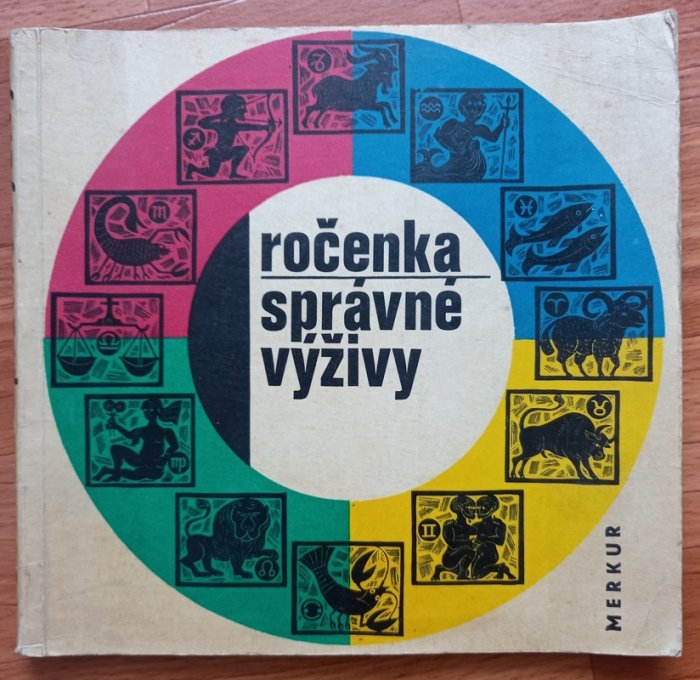 ročenka
správné
výživy
MERKUR